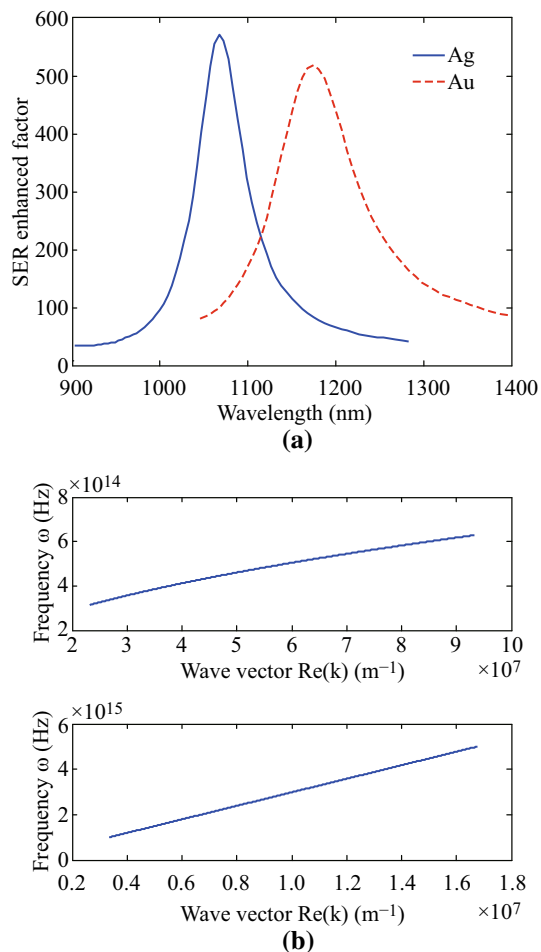 600
500
400
300
200
100
0
SER enhanced factor
Ag
Au
900 1000 1100 1200 1300 1400
Wavelength (nm)
(a)
×10¹⁴
8
6
4
2
Frequency ω (Hz)
2 3 4 5 6 7 8 9 10
Wave vector Re(k) (m⁻¹) ×10⁷
×10¹⁵
6
4
2
0
Frequency ω (Hz)
0.2 0.4 0.6 0.8 1.0 1.2 1.4 1.6 1.8
Wave vector Re(k) (m⁻¹) ×10⁷
(b)